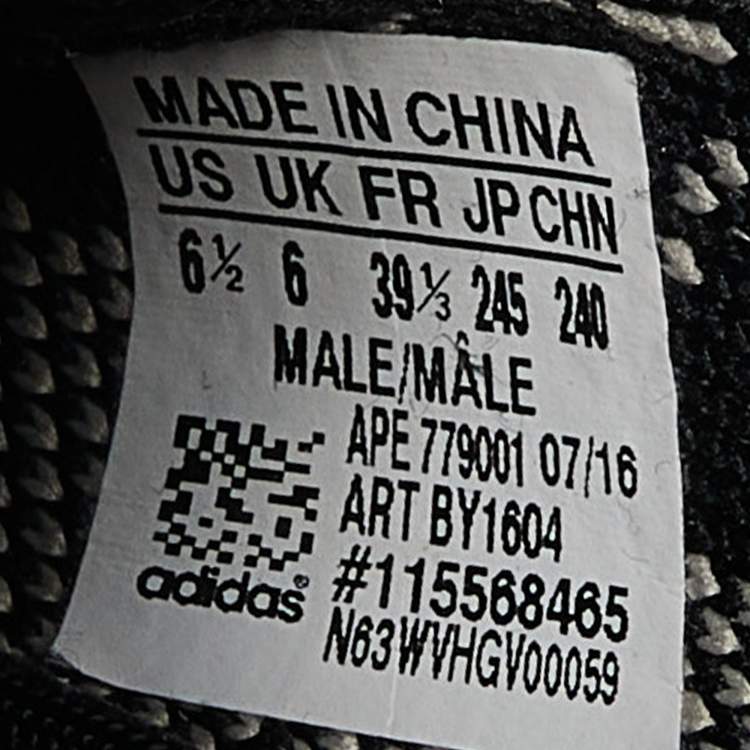 MADE IN CHINA
US UK FR JP CHN
6½ 6 39⅓ 245 240
MALE/MÂLE
APE 779001 07/16
ART BY1604
#115568465
adidas®
N63WVHGV00059